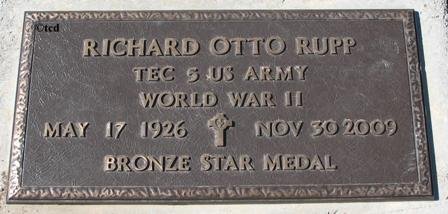 ©tcd
RICHARD OTTO RUPP
TEC 5 US ARMY
WORLD WAR II
MAY 17 1926 NOV 30 2009
BRONZE STAR MEDAL